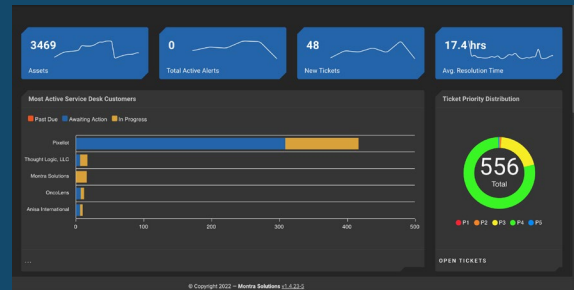 3469
Assets
0
Total Active Alerts
48
New Tickets
17.4 hrs
Avg. Resolution Time
Most Active Service Desk Customers
Past Due Awaiting Action In Progress
Pixellot
Thought Logic, LLC
Montra Solutions
OncoLens
Anisa International
0 100 200 300 400 500
...
Ticket Priority Distribution
556
Total
P1 P2 P3 P4 P5
OPEN TICKETS
© Copyright 2022 – Montra Solutions v1.4.23-5